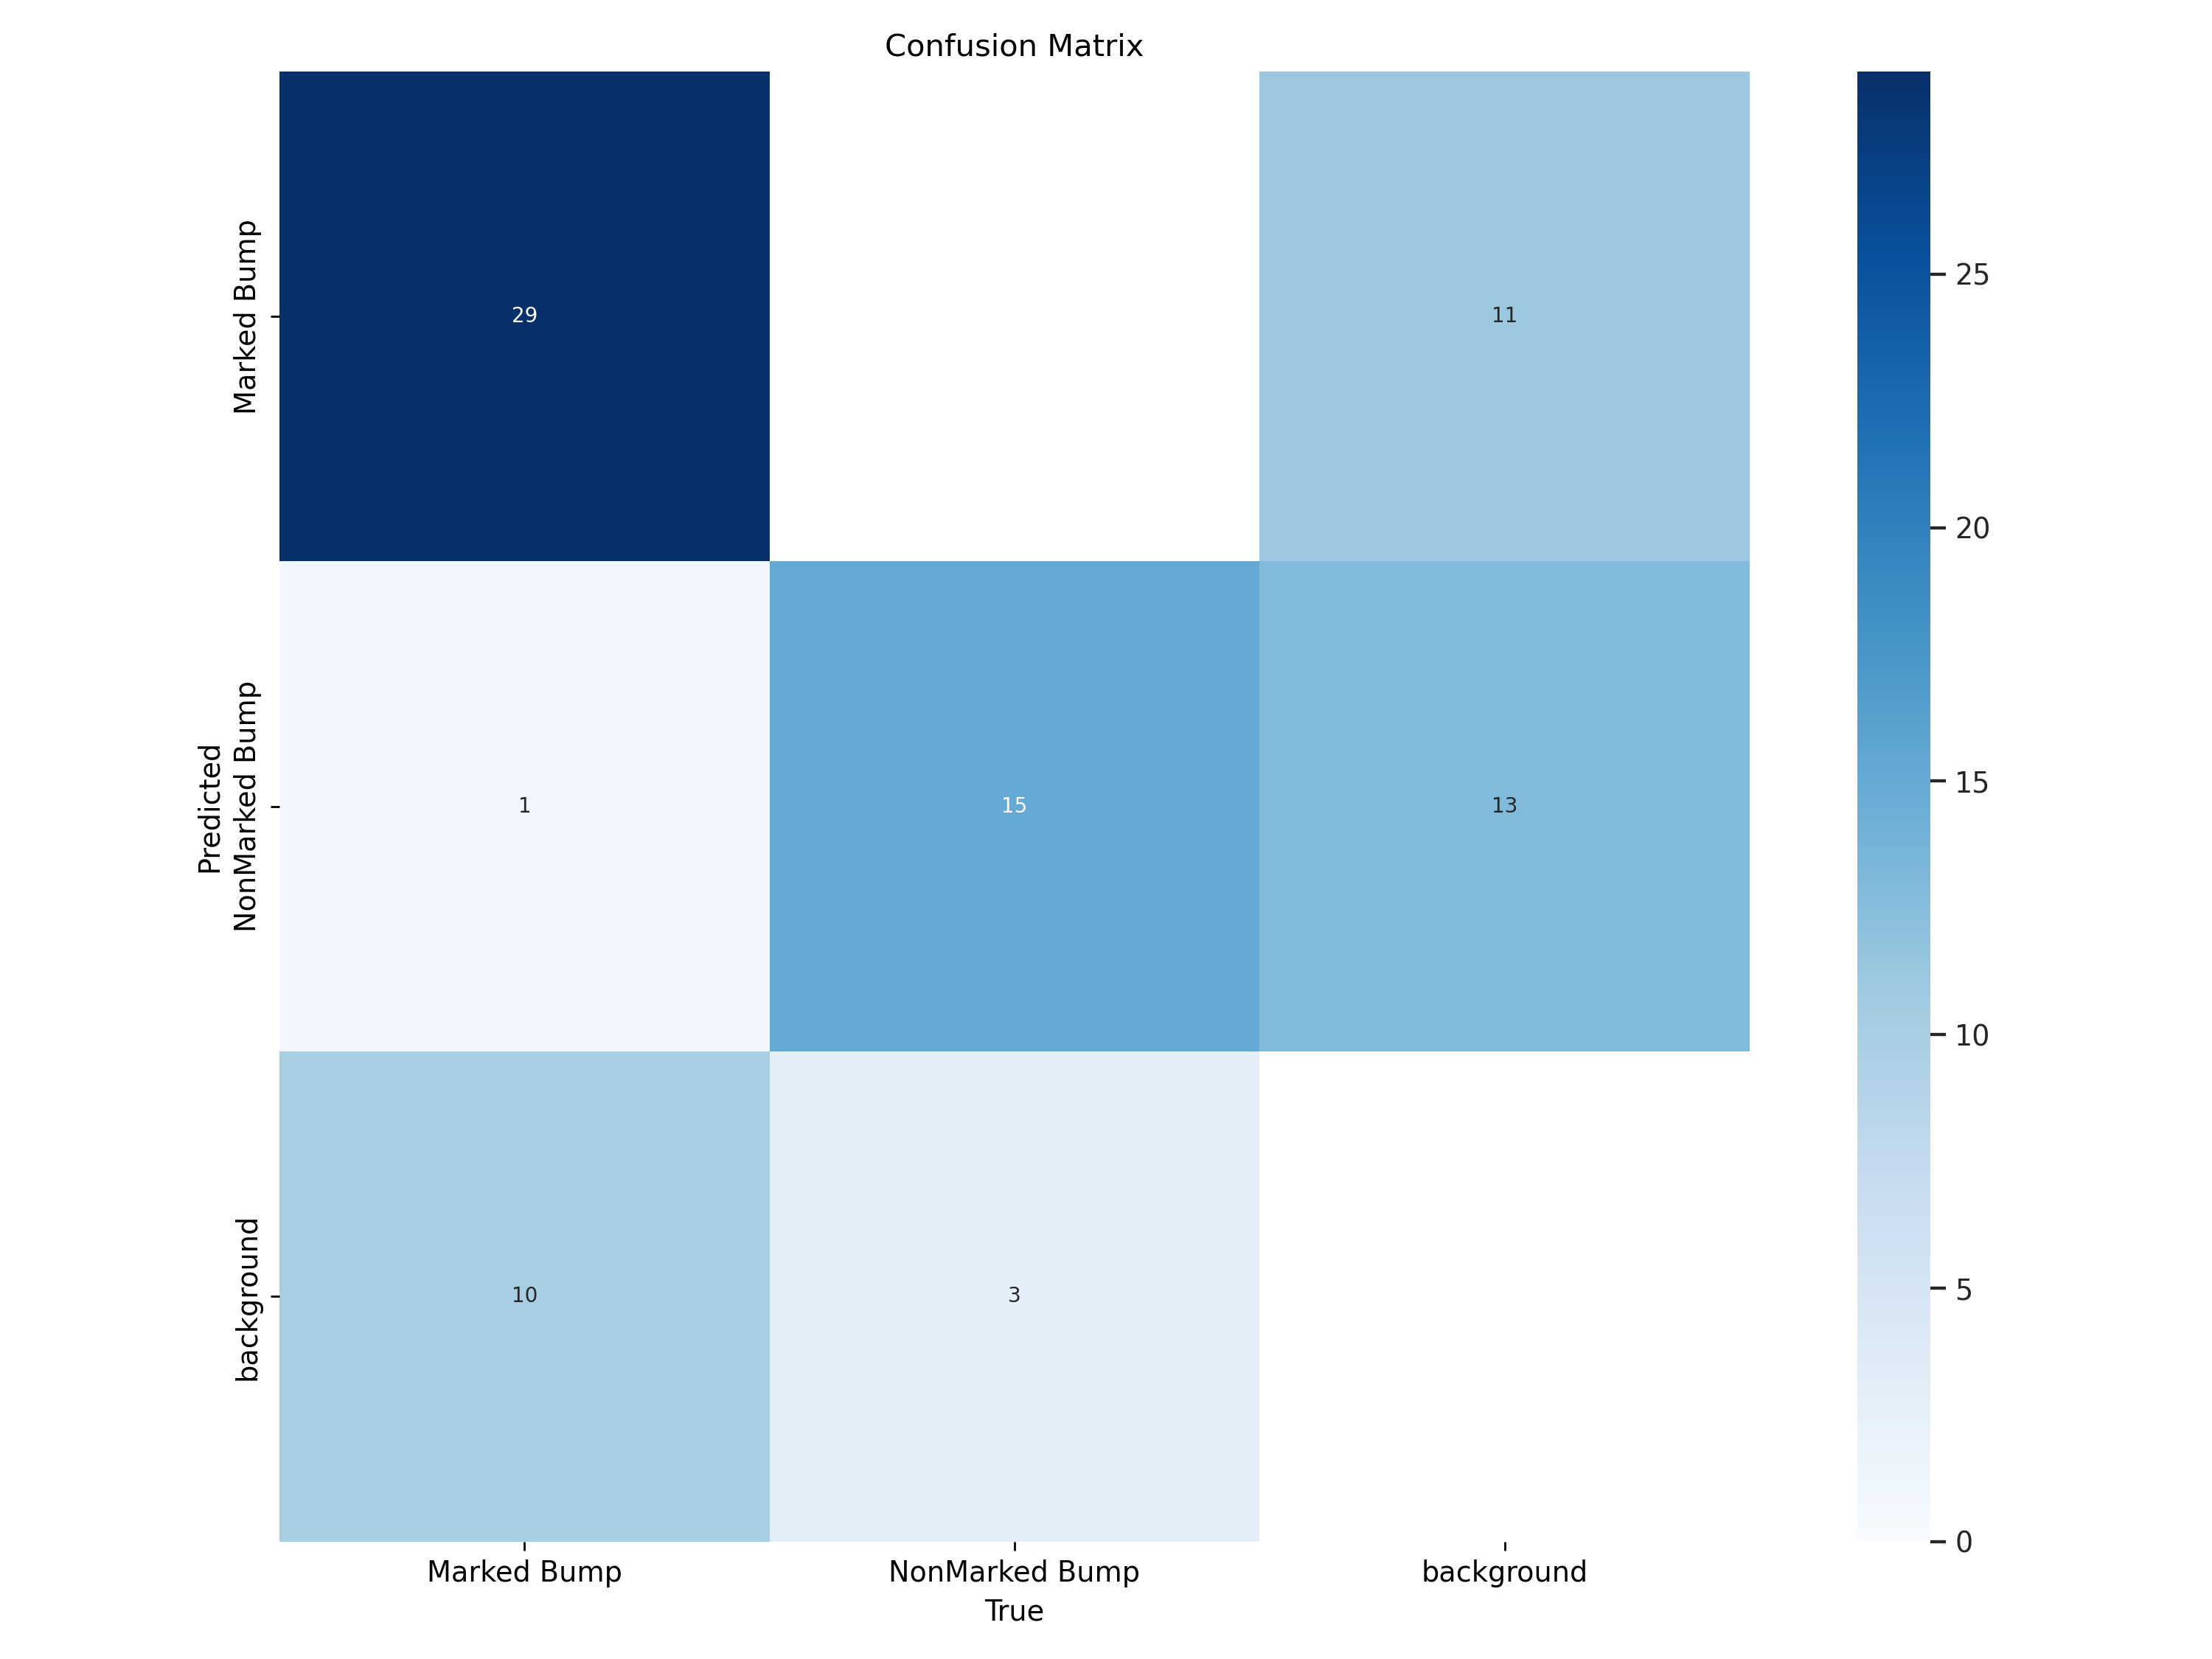 Confusion Matrix
Marked Bump
29
11
25
20
Predicted
NonMarked Bump
1
15
13
15
10
background
10
3
5
0
Marked Bump
NonMarked Bump
background
True